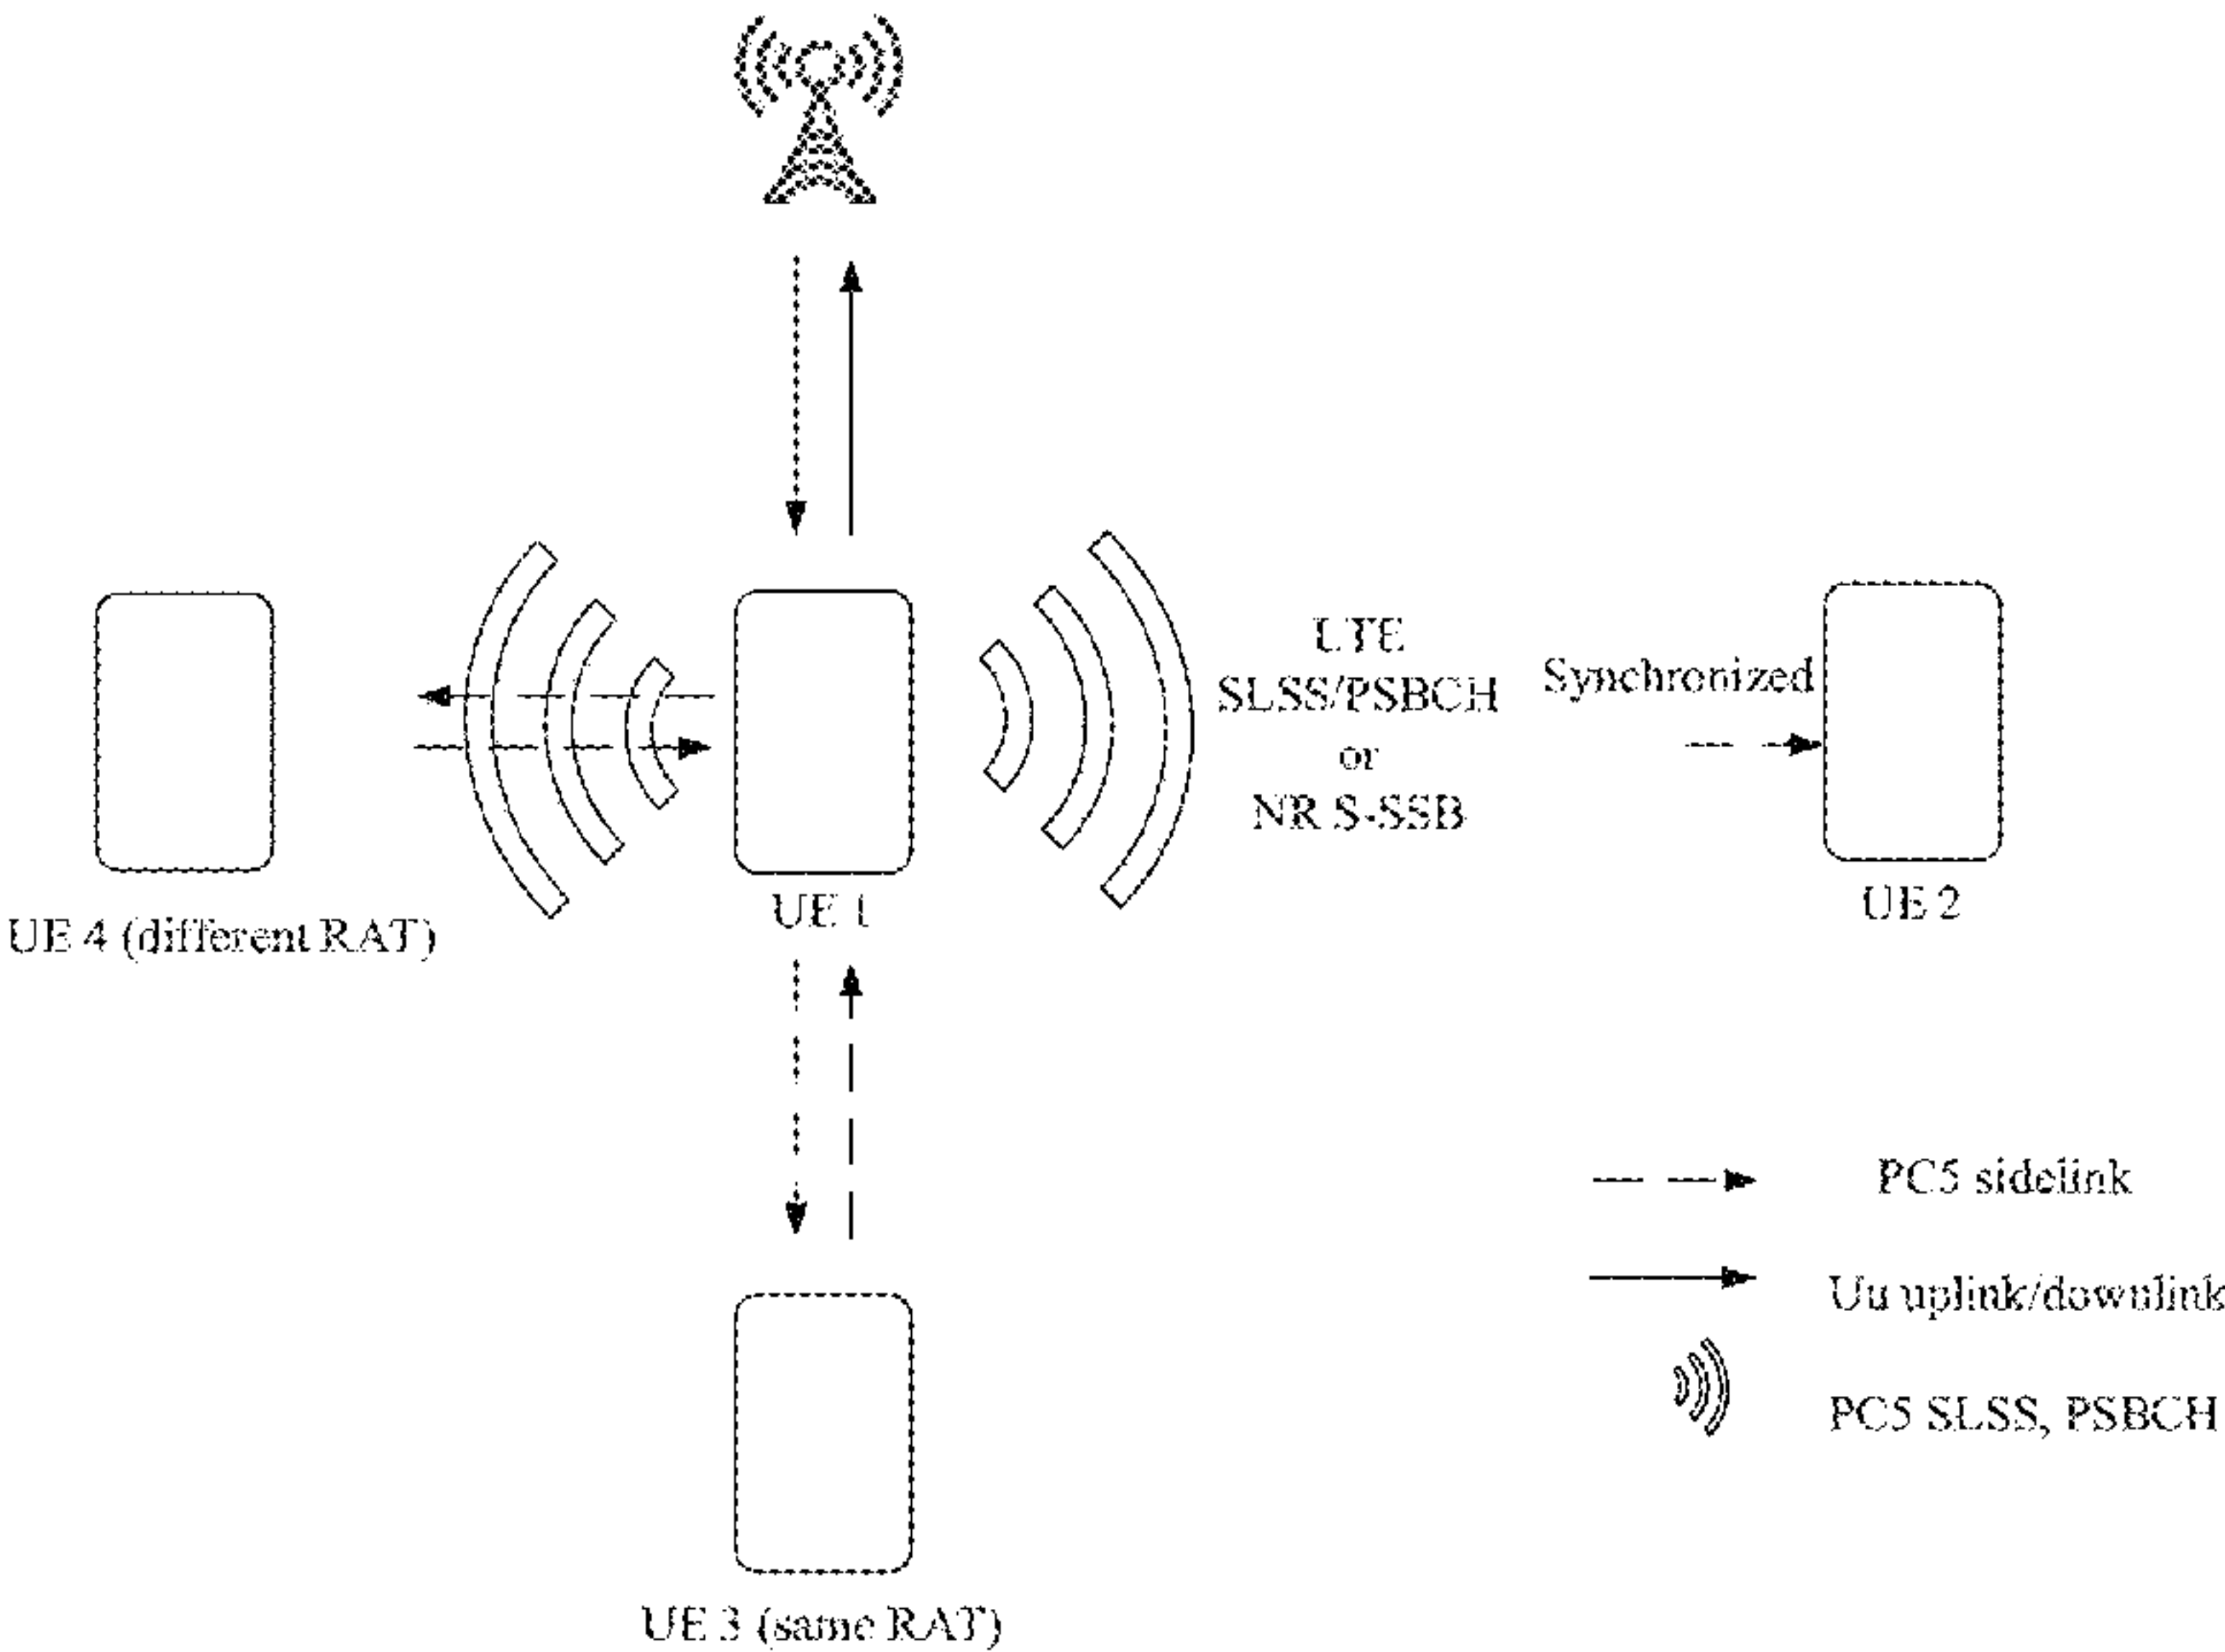 LTE
SLSS/PSBCH
or
NR S-SSB
Synchronized
UE 1
UE 2
UE 4 (different RAT)
PC5 sidelink
Uu uplink/downlink
PC5 SLSS, PSBCH
UE 3 (same RAT)